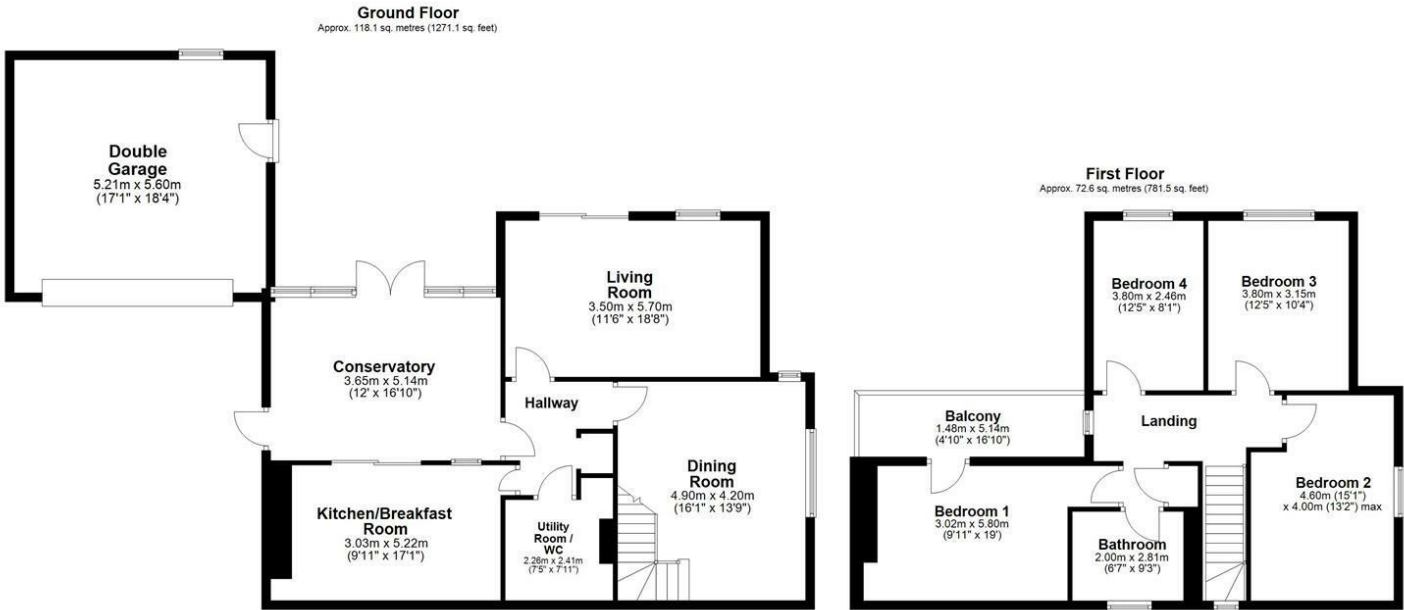 Ground Floor
Approx. 118.1 sq. metres (1271.1 sq. feet)
Double
Garage
5.21m x 5.60m
(17'1" x 18'4")
Living
Room
3.50m x 5.70m
(11'6" x 18'8")
Conservatory
3.65m x 5.14m
(12' x 16'10")
Hallway
Dining
Room
4.90m x 4.20m
(16'1" x 13'9")
Kitchen/Breakfast
Room
3.03m x 5.22m
(9'11" x 17'1")
Utility
Room /
WC
2.26m x 2.41m
(7'5" x 7'11")
First Floor
Approx. 72.6 sq. metres (781.5 sq. feet)
Bedroom 4
3.80m x 2.46m
(12'5" x 8'1")
Bedroom 3
3.80m x 3.15m
(12'5" x 10'4")
Balcony
1.48m x 5.14m
(4'10" x 16'10")
Landing
Bedroom 2
4.60m (15'1")
x 4.00m (13'2") max
Bedroom 1
3.02m x 5.80m
(9'11" x 19')
Bathroom
2.00m x 2.81m
(6'7" x 9'3")